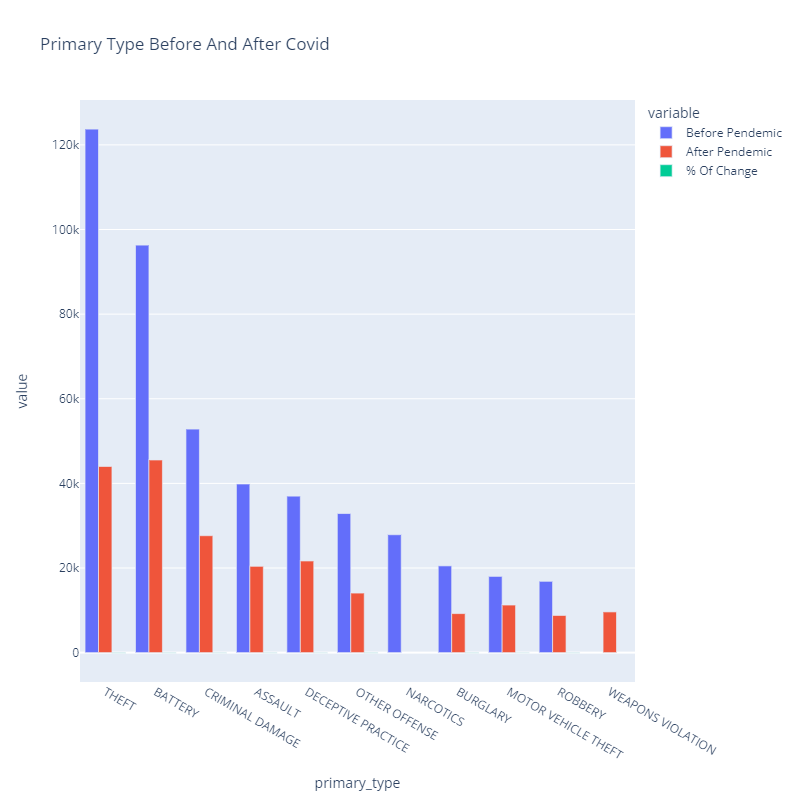 Primary Type Before And After Covid
variable
Before Pendemic
After Pendemic
% Of Change
120k
100k
80k
60k
40k
20k
0
value
THEFT
BATTERY
CRIMINAL DAMAGE
ASSAULT
DECEPTIVE PRACTICE
OTHER OFFENSE
NARCOTICS
BURGLARY
MOTOR VEHICLE THEFT
ROBBERY
WEAPONS VIOLATION
primary_type